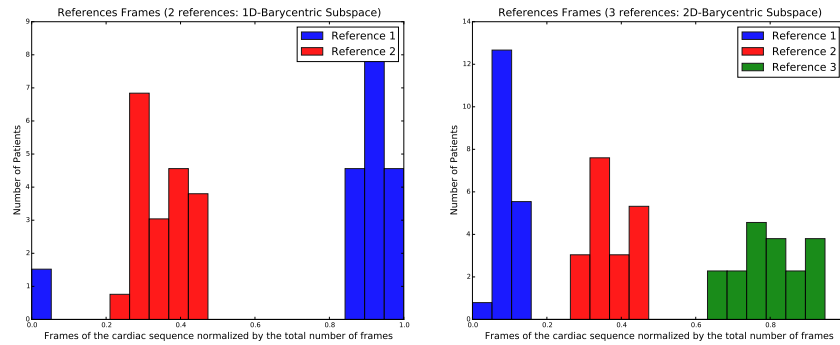 References Frames (2 references: 1D-Barycentric Subspace)
Reference 1
Reference 2
Number of Patients
9
8
7
6
5
4
3
2
1
0
0.0 0.2 0.4 0.6 0.8 1.0
Frames of the cardiac sequence normalized by the total number of frames
References Frames (3 references: 2D-Barycentric Subspace)
Reference 1
Reference 2
Reference 3
Number of Patients
14
12
10
8
6
4
2
0
0.0 0.2 0.4 0.6 0.8
Frames of the cardiac sequence normalized by the total number of frames